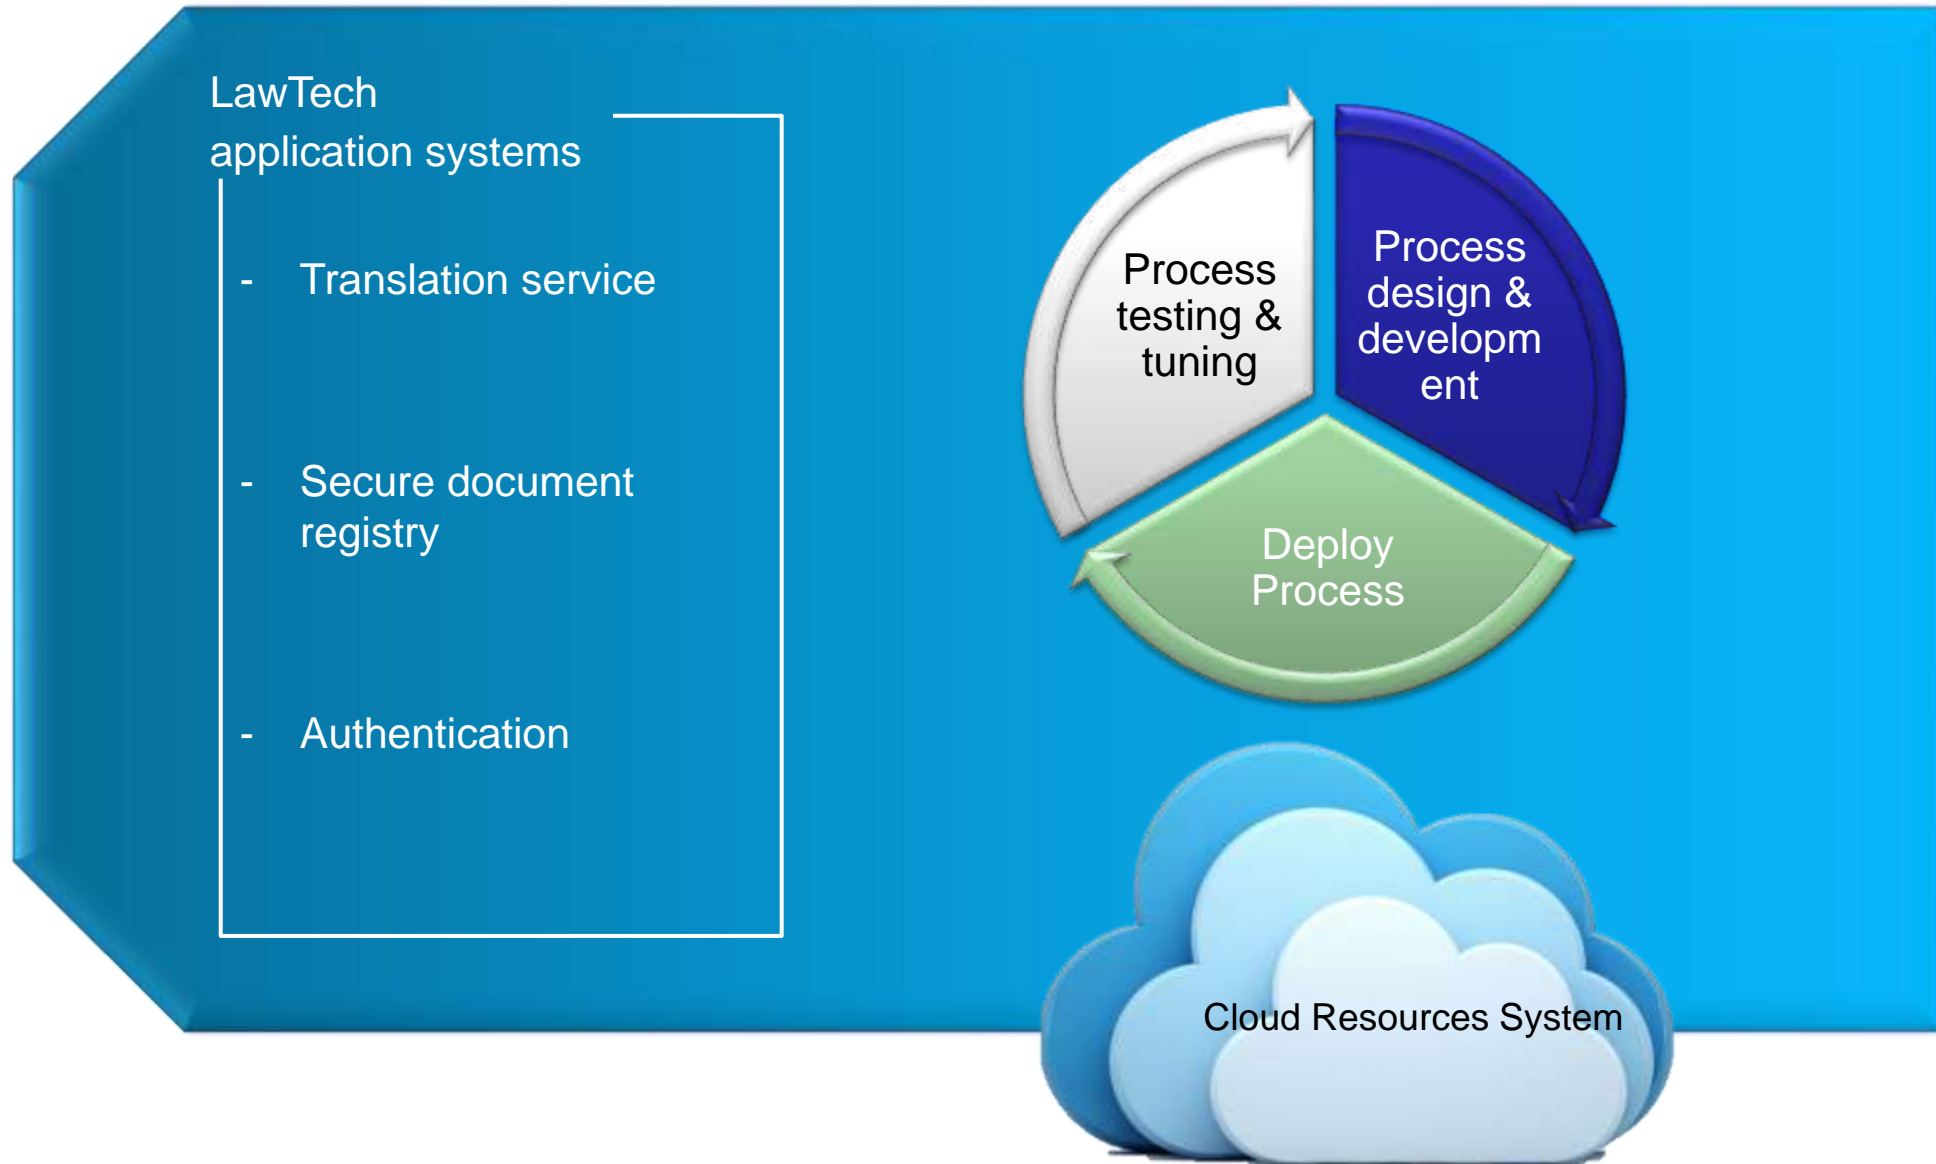 LawTech
application systems
- Translation service
- Secure document
registry
- Authentication
Process
testing &
tuning
Process
design &
developm
ent
Deploy
Process
Cloud Resources System